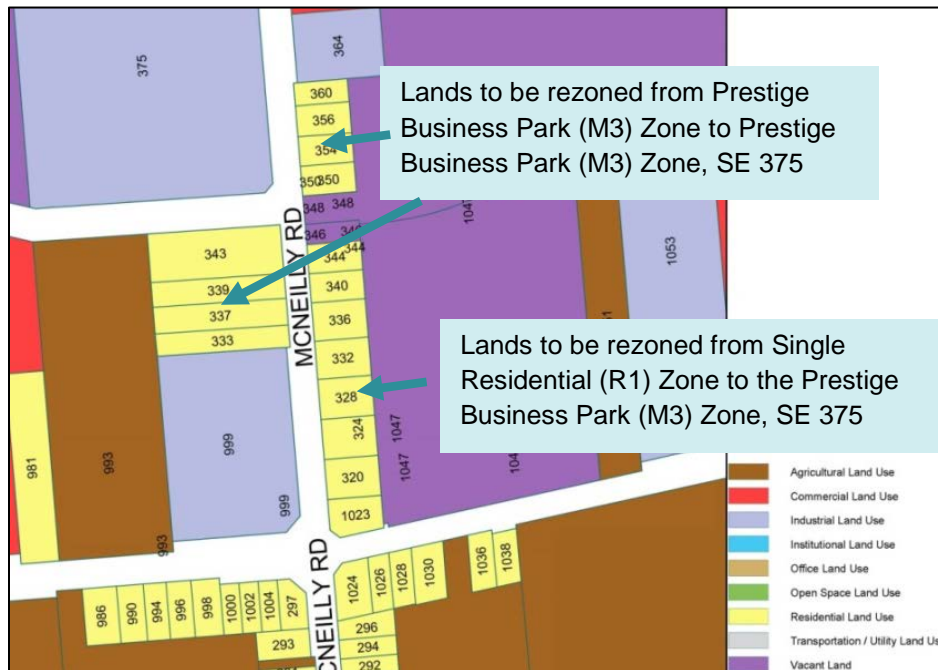 375
364
360
356
354
350 350
348 348
346
344
344
340
336
332
328
324
320
1023
Lands to be rezoned from Prestige
Business Park (M3) Zone to Prestige
Business Park (M3) Zone, SE 375
MCNEILLY RD
343
339
337
333
1047
1053
Lands to be rezoned from Single
Residential (R1) Zone to the Prestige
Business Park (M3) Zone, SE 375
981
993
999
999
993
1047
1047
MCNEILLY RD
986
990
994
996
998
1000
1002
1004
297
293
1024
1026
1028
1030
1036
1038
296
294
292
Agricultural Land Use
Commercial Land Use
Industrial Land Use
Institutional Land Use
Office Land Use
Open Space Land Use
Residential Land Use
Transportation / Utility Land Us
Vacant Land